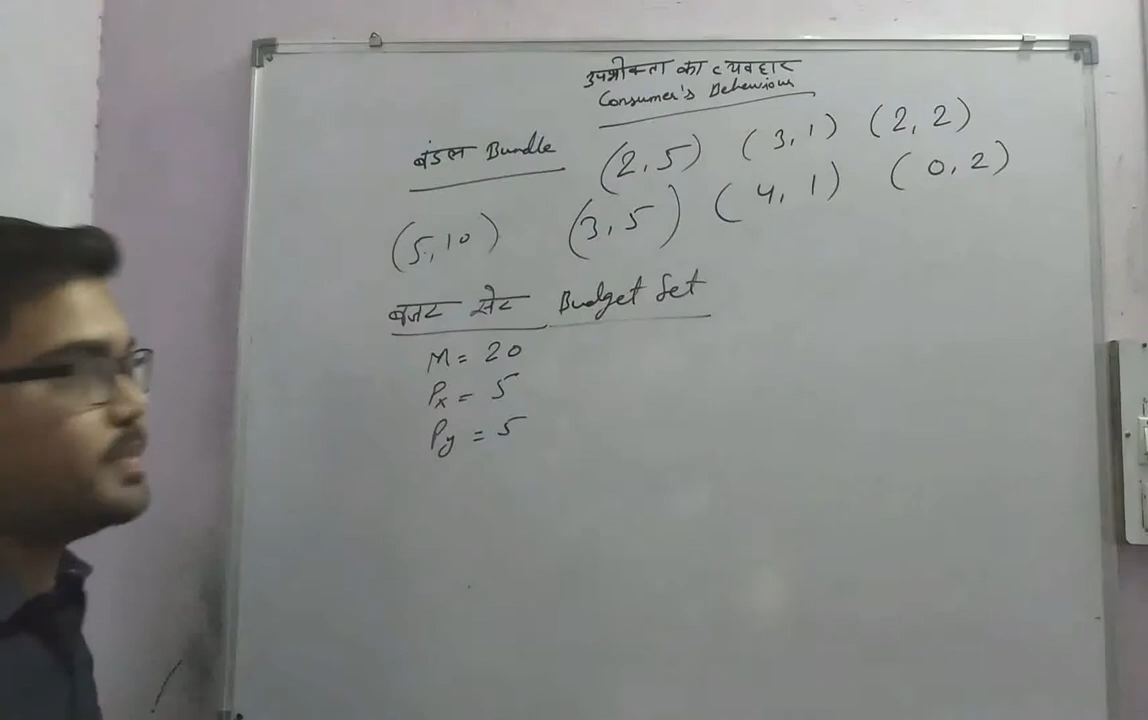 उपभोक्ता का व्यवहार
Consumer's Behaviour
बंडल Bundle (2,5) (3,1) (2,2)
(5,10) (3,5) (4,1) (0,2)
बजट सेट Budget Set
M = 20
Px = 5
Py = 5